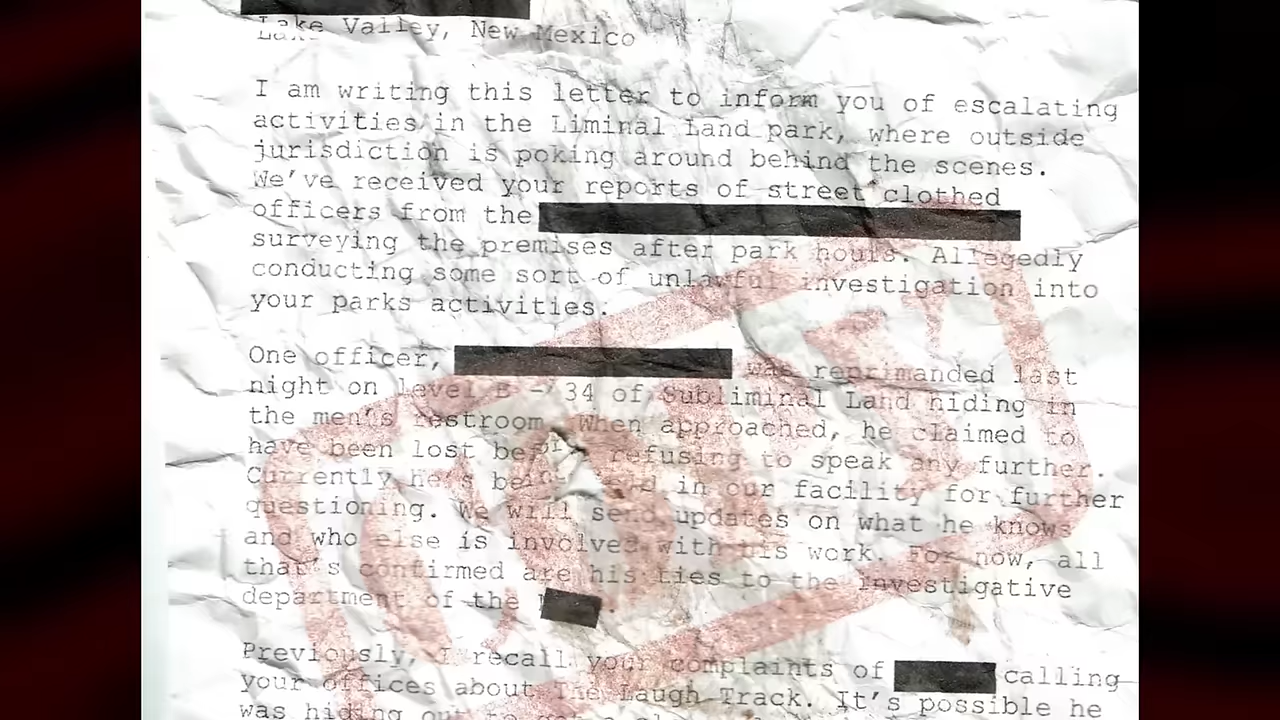 Lake Valley, New Mexico
I am writing this letter to inform you of escalating
activities in the Liminal Land park, where outside
jurisdiction is poking around behind the scenes.
We've received your reports of street clothed
officers from the
surveying the premises after park hours. Allegedly
conducting some sort of unlawful investigation into
your parks activities.
One officer, was reprimanded last
night on level B - 34 of Subliminal Land hiding in
the men's restroom. When approached, he claimed to
have been lost before refusing to speak any further.
Currently he's being held in our facility for further
questioning. We will send updates on what he knows
and who else is involved with his work. For now, all
that's confirmed are his ties to the investigative
department of the
Previously, I recall your complaints of calling
your offices about The Laugh Track. It's possible he
was hiding out to get a